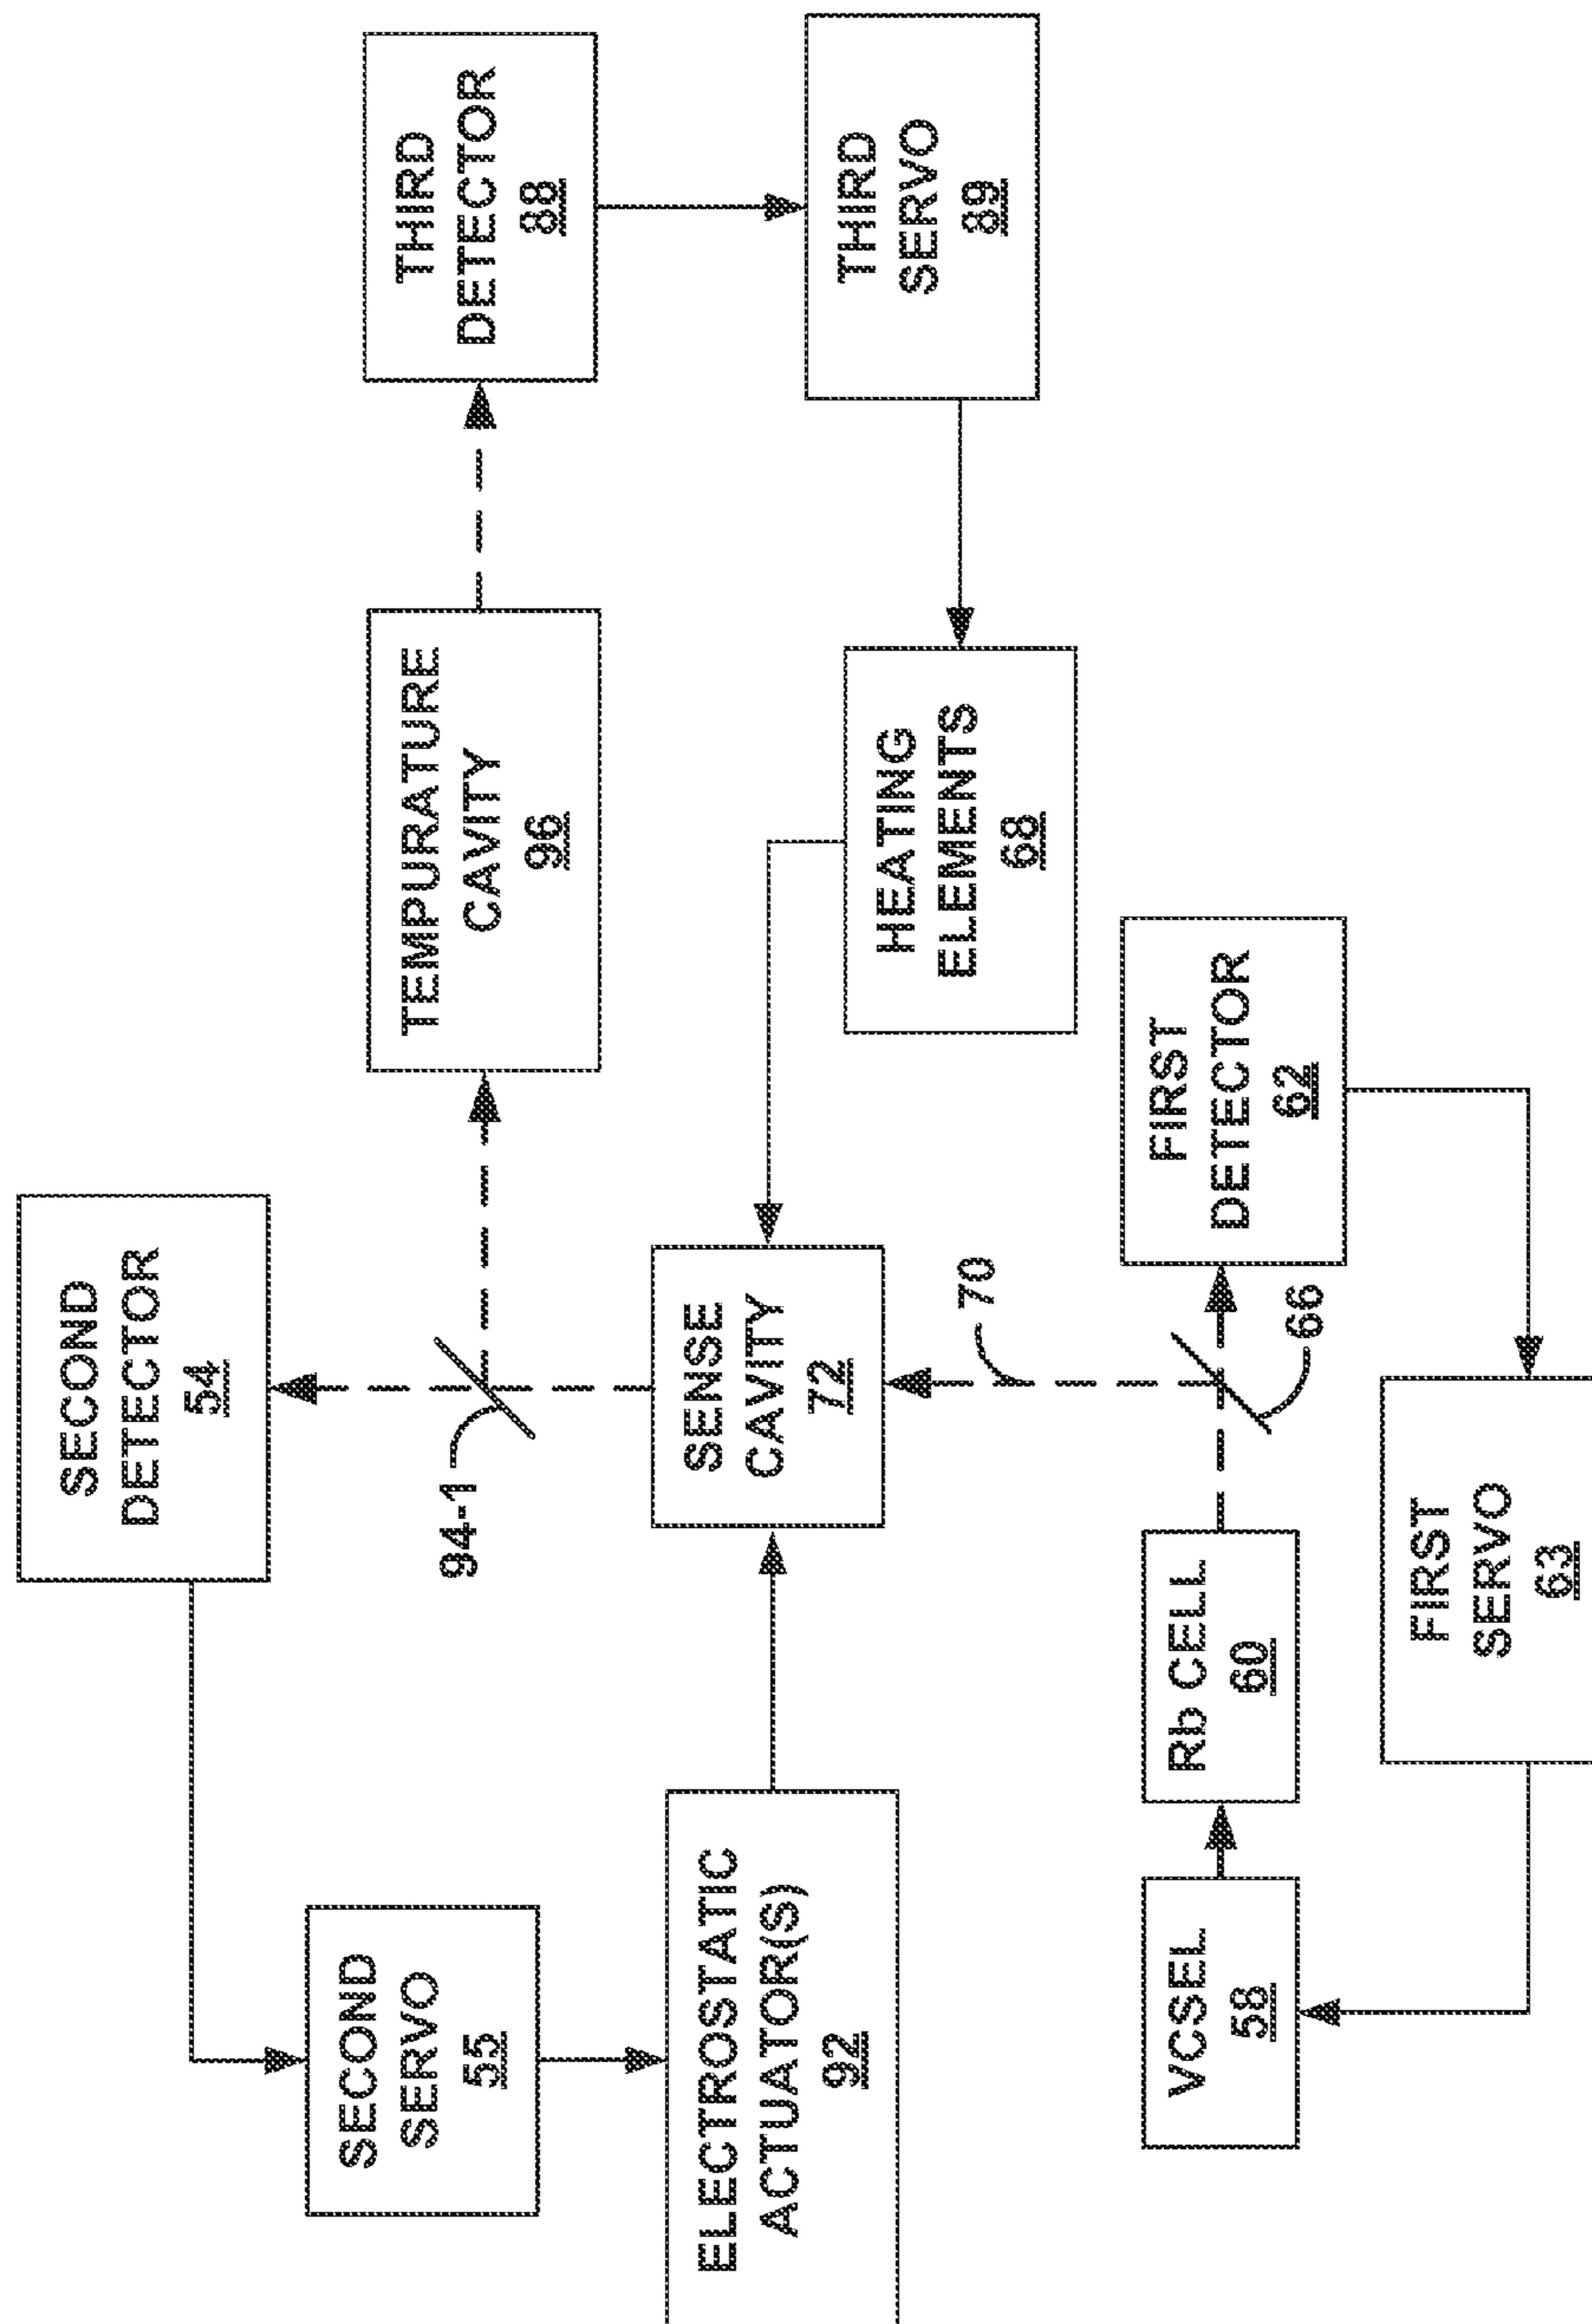 SECOND
DETECTOR
54
SECOND
SERVO
55
94-1
TEMPURATURE
CAVITY
96
THIRD
DETECTOR
88
ELECTROSTATIC
ACTUATOR(S)
92
SENSE
CAVITY
72
HEATING
ELEMENTS
68
THIRD
SERVO
89
70
VCSEL
58
Rb CELL
60
66
FIRST
DETECTOR
62
FIRST
SERVO
63